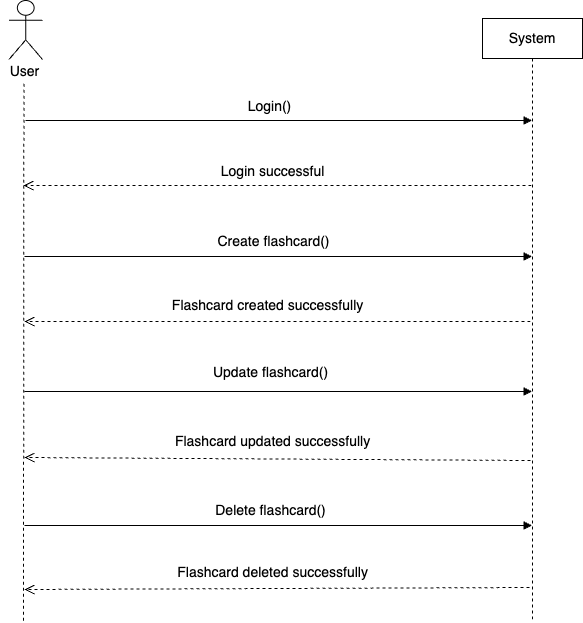 User
System
Login()
Login successful
Create flashcard()
Flashcard created successfully
Update flashcard()
Flashcard updated successfully
Delete flashcard()
Flashcard deleted successfully